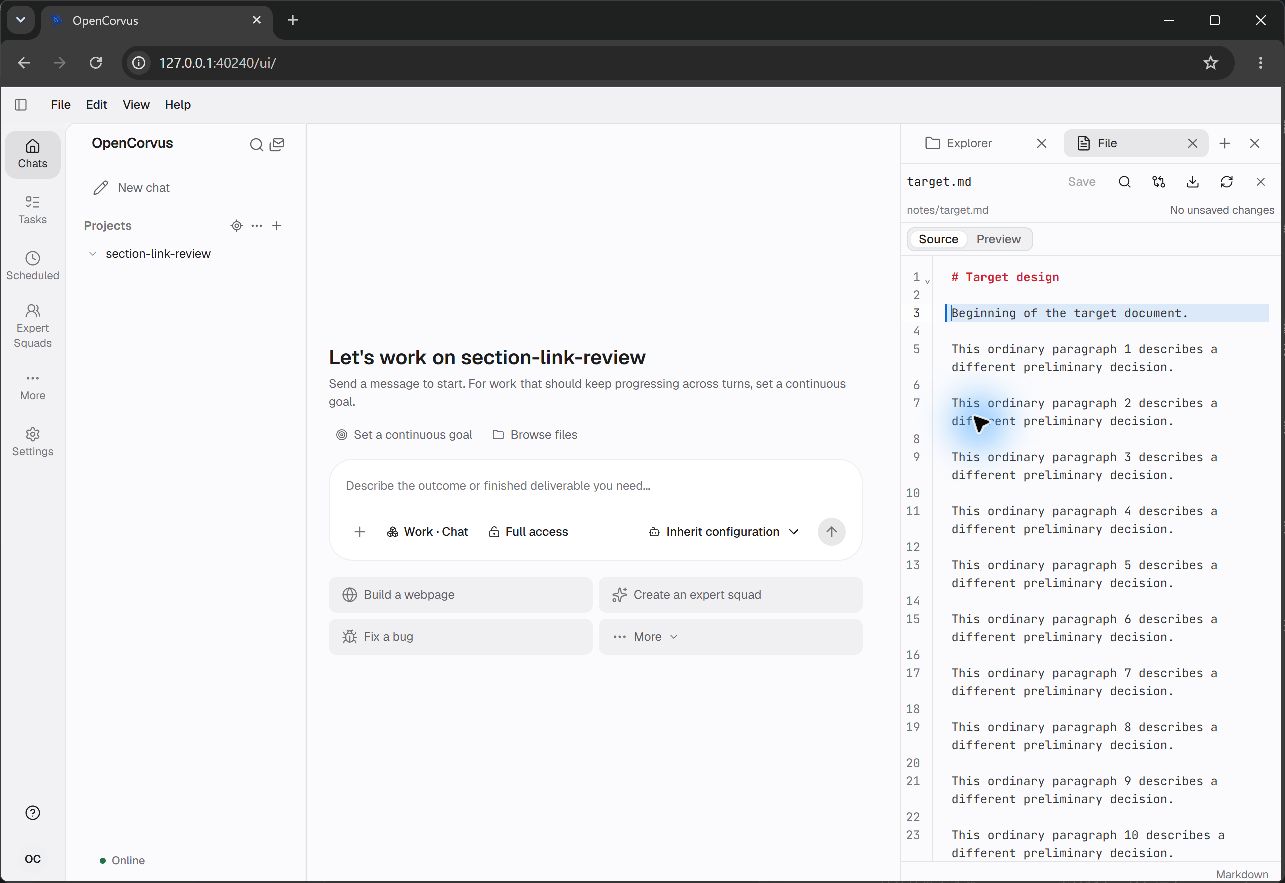 OpenCorvus
127.0.0.1:40240/ui/
File Edit View Help
Chats
Tasks
Scheduled
Expert
Squads
More
Settings
OC
OpenCorvus
New chat
Projects
section-link-review
Online
Let's work on section-link-review
Send a message to start. For work that should keep progressing across turns, set a continuous
goal.
Set a continuous goal Browse files
Describe the outcome or finished deliverable you need...
Work · Chat Full access Inherit configuration
Build a webpage Create an expert squad
Fix a bug More
Explorer File
target.md Save
notes/target.md No unsaved changes
Source Preview
1 # Target design
2
3 Beginning of the target document.
4
5 This ordinary paragraph 1 describes a
different preliminary decision.
6
7 This ordinary paragraph 2 describes a
different preliminary decision.
8
9 This ordinary paragraph 3 describes a
different preliminary decision.
10
11 This ordinary paragraph 4 describes a
different preliminary decision.
12
13 This ordinary paragraph 5 describes a
different preliminary decision.
14
15 This ordinary paragraph 6 describes a
different preliminary decision.
16
17 This ordinary paragraph 7 describes a
different preliminary decision.
18
19 This ordinary paragraph 8 describes a
different preliminary decision.
20
21 This ordinary paragraph 9 describes a
different preliminary decision.
22
23 This ordinary paragraph 10 describes a
different preliminary decision.
Markdown